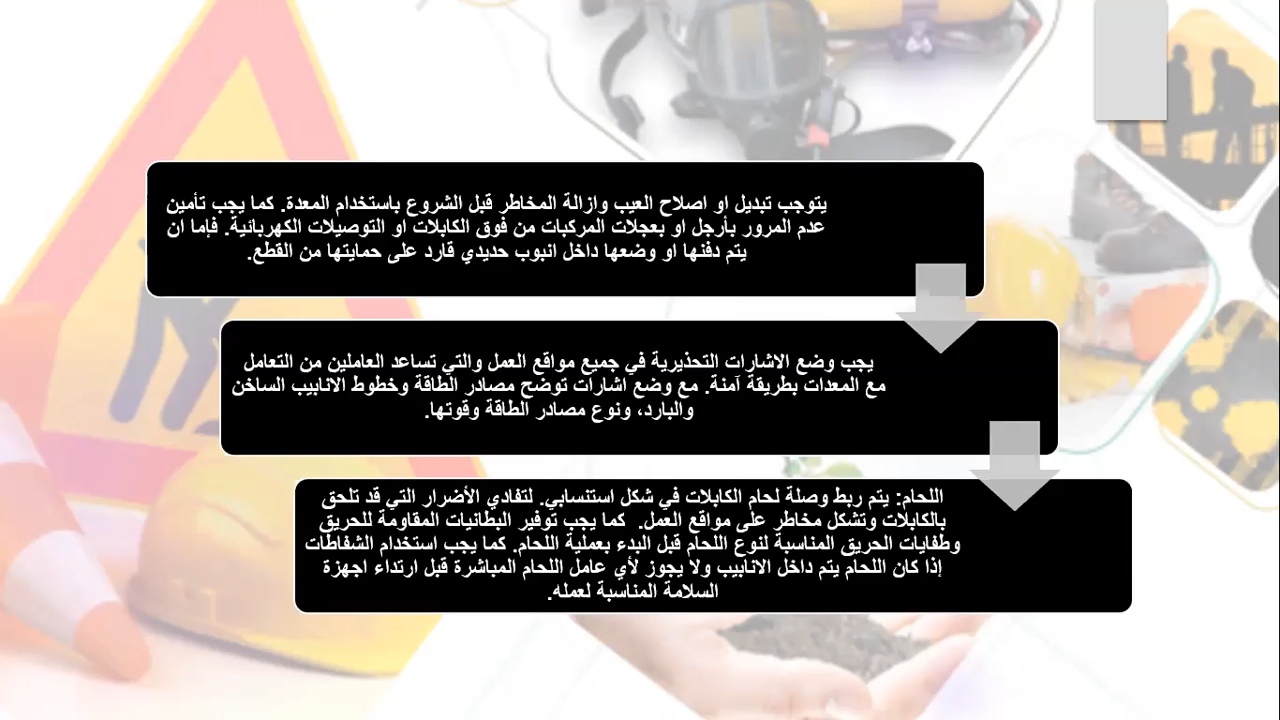 يتوجب تبديل او اصلاح العيب وازالة المخاطر قبل الشروع باستخدام المعدة. كما يجب تأمين
عدم المرور بأرجل او بعجلات المركبات من فوق الكابلات او التوصيلات الكهربائية. فإما ان
يتم دفنها او وضعها داخل انبوب حديدي قارد على حمايتها من القطع.
يجب وضع الاشارات التحذيرية في جميع مواقع العمل والتي تساعد العاملين من التعامل
مع المعدات بطريقة آمنة. مع وضع اشارات توضح مصادر الطاقة وخطوط الانابيب الساخن
والبارد، ونوع مصادر الطاقة وقوتها.
اللحام: يتم ربط وصلة لحام الكابلات في شكل استنسابي. لتفادي الأضرار التي قد تلحق
بالكابلات وتشكل مخاطر على مواقع العمل. كما يجب توفير البطانيات المقاومة للحريق
وطفايات الحريق المناسبة لنوع اللحام قبل البدء بعملية اللحام. كما يجب استخدام الشفاطات
إذا كان اللحام يتم داخل الانابيب ولا يجوز لأي عامل اللحام المباشرة قبل ارتداء اجهزة
السلامة المناسبة لعمله.